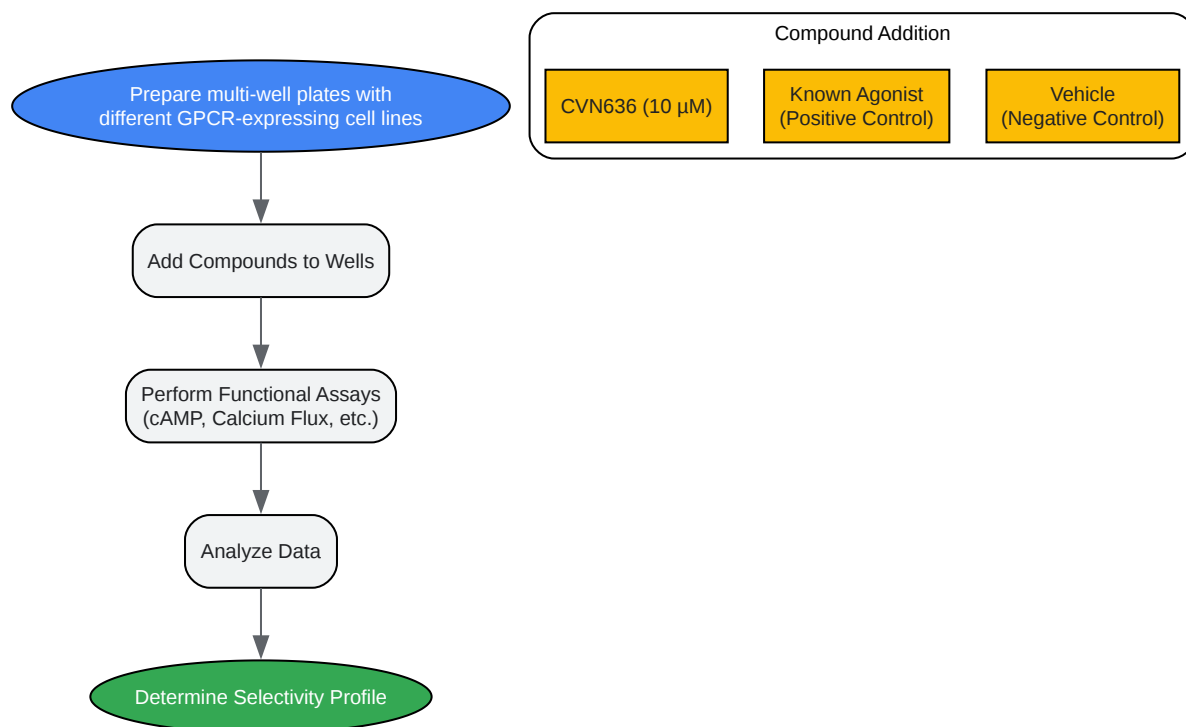 Prepare multi-well plates with
different GPCR-expressing cell lines
Add Compounds to Wells
Perform Functional Assays
(cAMP, Calcium Flux, etc.)
Analyze Data
Determine Selectivity Profile
Compound Addition
CVN636 (10 µM)
Known Agonist
(Positive Control)
Vehicle
(Negative Control)